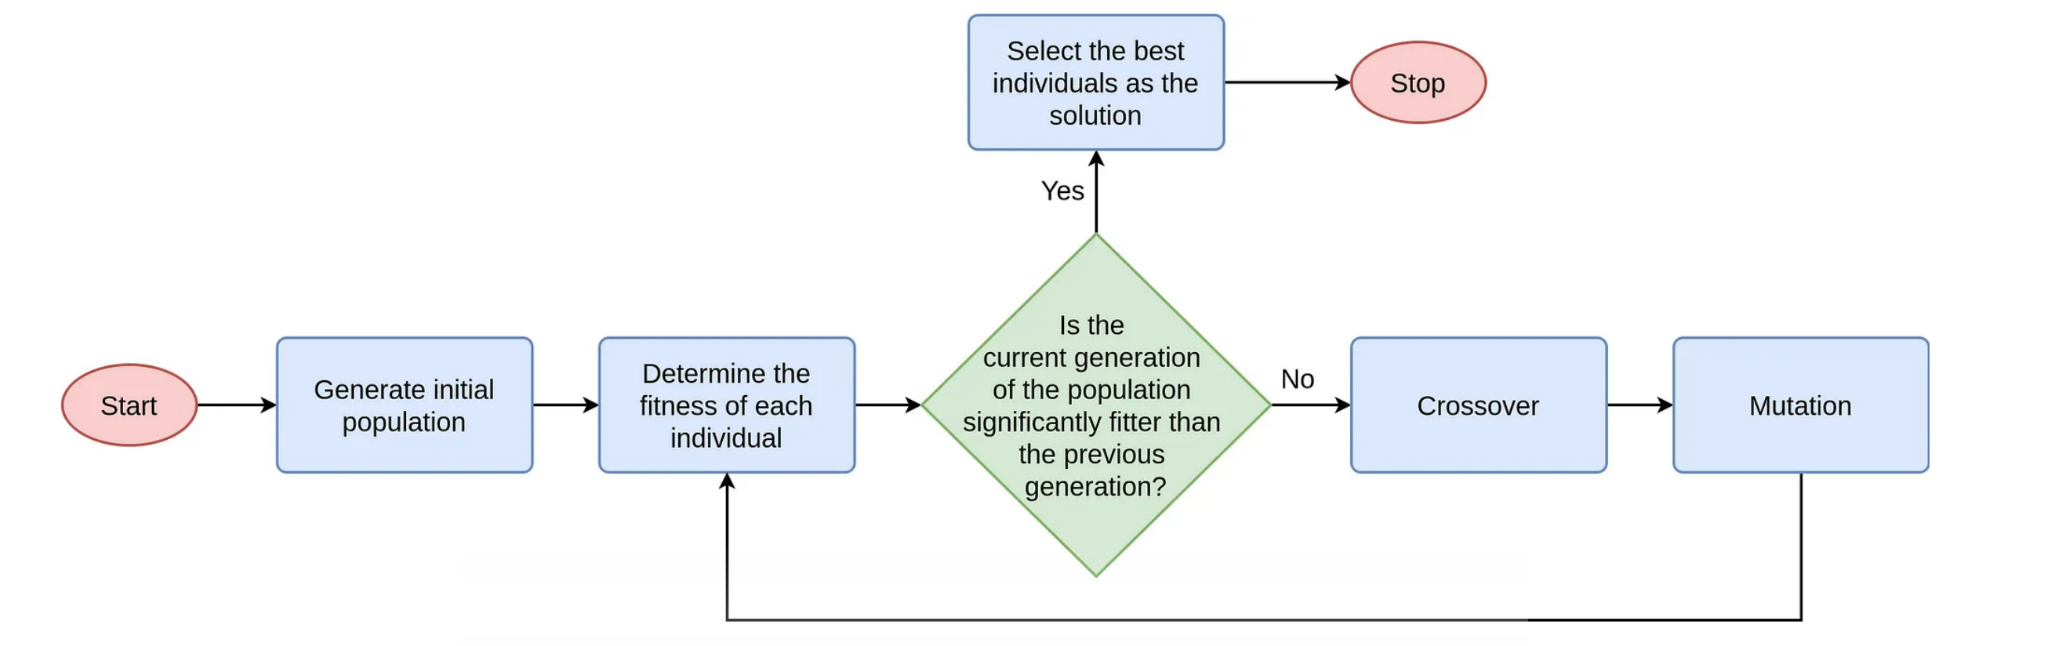 Select the best
individuals as the
solution
Stop
Yes
Start
Generate initial
population
Determine the
fitness of each
individual
Is the
current generation
of the population
significantly fitter than
the previous
generation?
No
Crossover
Mutation